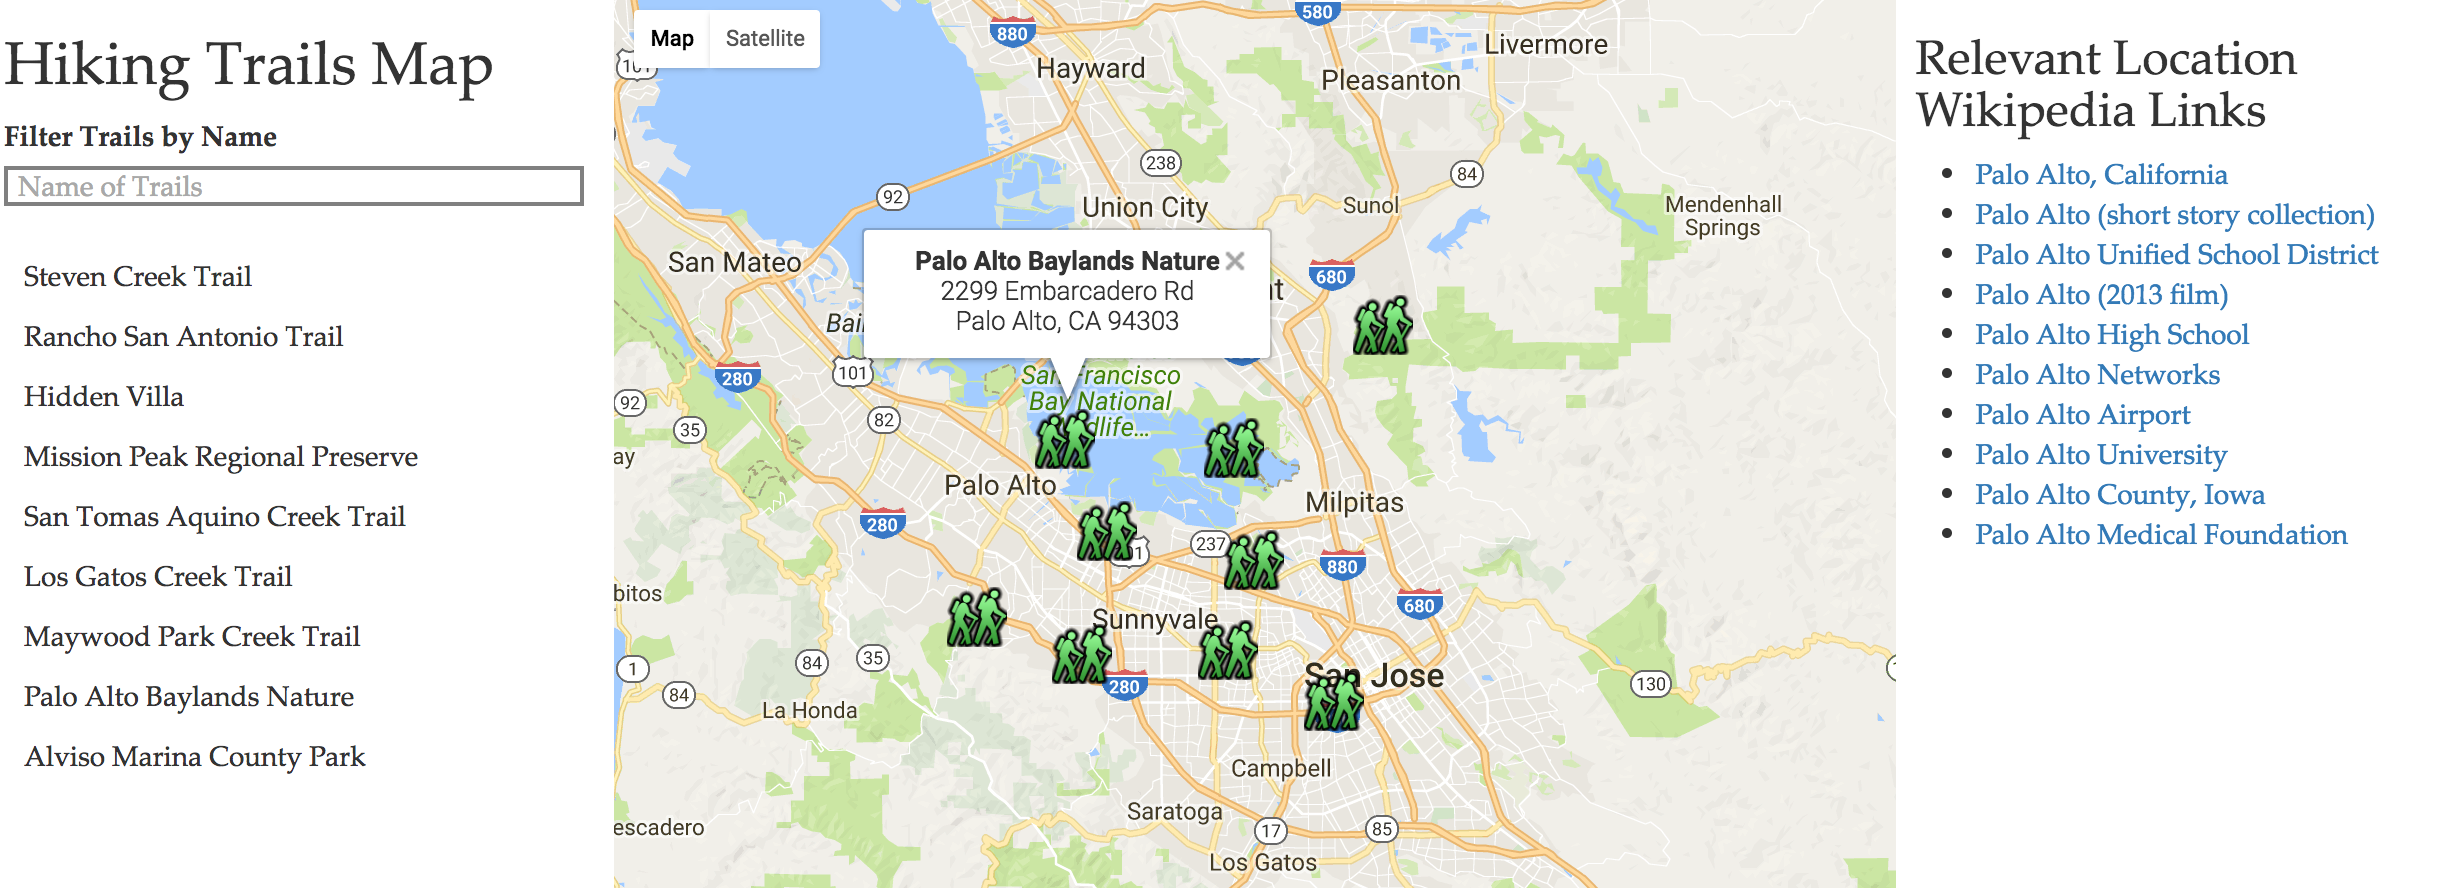 Hiking Trails Map
Filter Trails by Name
Name of Trails
Steven Creek Trail
Rancho San Antonio Trail
Hidden Villa
Mission Peak Regional Preserve
San Tomas Aquino Creek Trail
Los Gatos Creek Trail
Maywood Park Creek Trail
Palo Alto Baylands Nature
Alviso Marina County Park
Map Satellite
580
880
101
Livermore
Hayward
Pleasanton
238
84
92
Union City
Sunol
Mendenhall
Springs
San Mateo
680
Palo Alto Baylands Nature
2299 Embarcadero Rd
Palo Alto, CA 94303
nt
Bai
280
101
San Francisco
Bay National
dlife...
92
82
35
ay
Palo Alto
Milpitas
280
237
880
bitos
680
Sunnyvale
84
35
1
84
280
San Jose
130
La Honda
Campbell
Saratoga
escadero
17
85
Los Gatos
Relevant Location
Wikipedia Links
Palo Alto, California
Palo Alto (short story collection)
Palo Alto Unified School District
Palo Alto (2013 film)
Palo Alto High School
Palo Alto Networks
Palo Alto Airport
Palo Alto University
Palo Alto County, Iowa
Palo Alto Medical Foundation